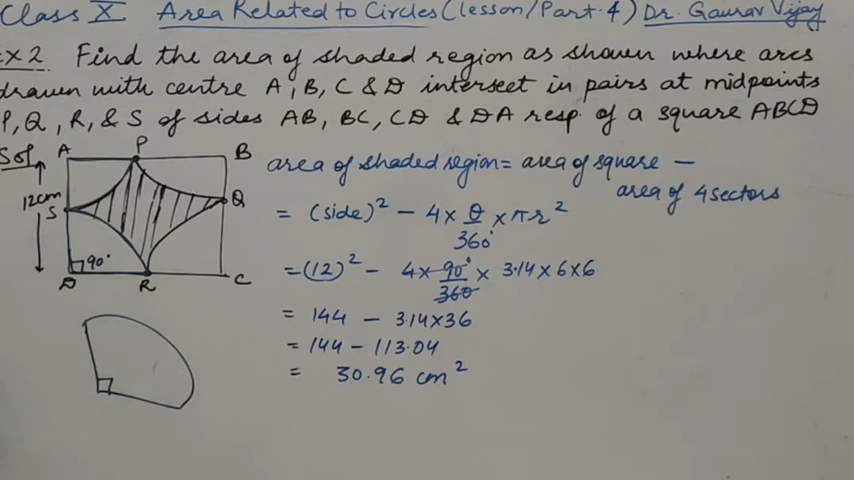 Class X Area Related to Circles (lesson/Part-4) Dr. Gaurav Vijay
Ex 2 Find the area of shaded region as shown where arcs
drawn with centre A, B, C & D intersect in pairs at midpoints
P, Q, R, & S of sides AB, BC, CD & DA resp. of a square ABCD
Sol
A P B
12cm
S Q
90°
D R C
area of shaded region = area of square —
area of 4 sectors
= (side)² - 4 × θ/360° × πr²
= (12)² - 4 × 90°/360 × 3.14 × 6 × 6
= 144 - 3.14 × 36
= 144 - 113.04
= 30.96 cm²